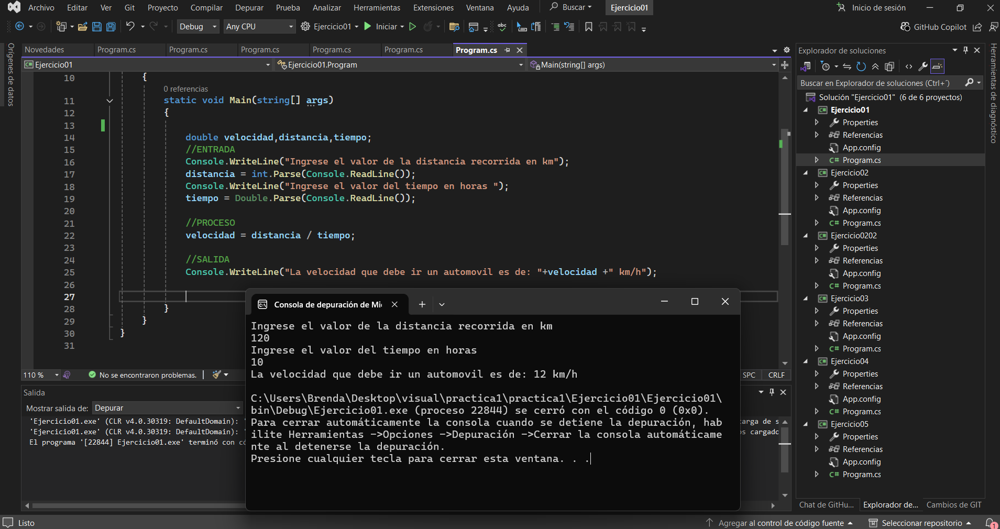 Archivo Editar Ver Git Proyecto Compilar Depurar Prueba Analizar Herramientas Extensiones Ventana Ayuda Buscar Ejercicio01 Inicio de sesión
Debug Any CPU Ejercicio01 Iniciar abc GitHub Copilot
Orígenes de datos
Novedades Program.cs Program.cs Program.cs Program.cs Program.cs Program.cs
C# Ejercicio01 Ejercicio01.Program Main(string[] args)
10 {
0 referencias
11 static void Main(string[] args)
12 {
13
14 double velocidad,distancia,tiempo;
15 //ENTRADA
16 Console.WriteLine("Ingrese el valor de la distancia recorrida en km");
17 distancia = int.Parse(Console.ReadLine());
18 Console.WriteLine("Ingrese el valor del tiempo en horas ");
19 tiempo = Double.Parse(Console.ReadLine());
20
21 //PROCESO
22 velocidad = distancia / tiempo;
23
24 //SALIDA
25 Console.WriteLine("La velocidad que debe ir un automovil es de: "+velocidad +" km/h");
26
27
28 }
29 }
30 }
31
110 % No se encontraron problemas. SPC CRLF
Salida
Mostrar salida de: Depurar
'Ejercicio01.exe' (CLR v4.0.30319: DefaultDomain): '
'Ejercicio01.exe' (CLR v4.0.30319: DefaultDomain): '
El programa '[22844] Ejercicio01.exe' terminó con có
carga de s
os cargado
Consola de depuración de Mi
Ingrese el valor de la distancia recorrida en km
120
Ingrese el valor del tiempo en horas
10
La velocidad que debe ir un automovil es de: 12 km/h
C:\Users\Brenda\Desktop\visual\practica1\practica1\Ejercicio01\Ejercicio01\
bin\Debug\Ejercicio01.exe (proceso 22844) se cerró con el código 0 (0x0).
Para cerrar automáticamente la consola cuando se detiene la depuración, hab
ilite Herramientas ->Opciones ->Depuración ->Cerrar la consola automáticame
nte al detenerse la depuración.
Presione cualquier tecla para cerrar esta ventana. . .
Explorador de soluciones
Buscar en Explorador de soluciones (Ctrl+´)
Solución "Ejercicio01" (6 de 6 proyectos)
C# Ejercicio01
Properties
Referencias
App.config
C# Program.cs
C# Ejercicio02
Properties
Referencias
App.config
C# Program.cs
C# Ejercicio0202
Properties
Referencias
App.config
C# Program.cs
C# Ejercicio03
Properties
Referencias
App.config
C# Program.cs
C# Ejercicio04
Properties
Referencias
App.config
C# Program.cs
C# Ejercicio05
Properties
Referencias
App.config
C# Program.cs
Chat de GitHu... Explorador de... Cambios de GIT
Herramientas de diagnóstico
Listo Agregar al control de código fuente Seleccionar repositorio 1